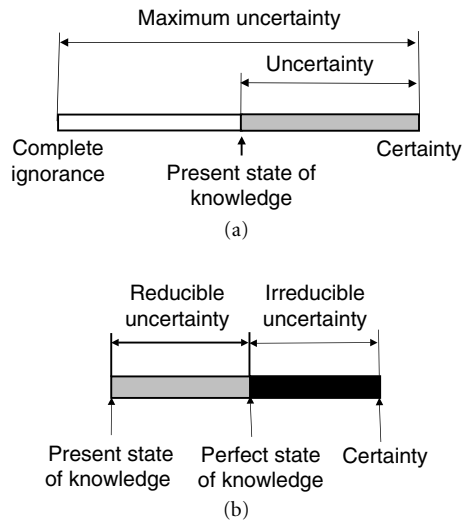 Maximum uncertainty
Uncertainty
Complete
ignorance
Certainty
Present state of
knowledge
(a)
Reducible
uncertainty
Irreducible
uncertainty
Present state
of knowledge
Perfect state
of knowledge
Certainty
(b)